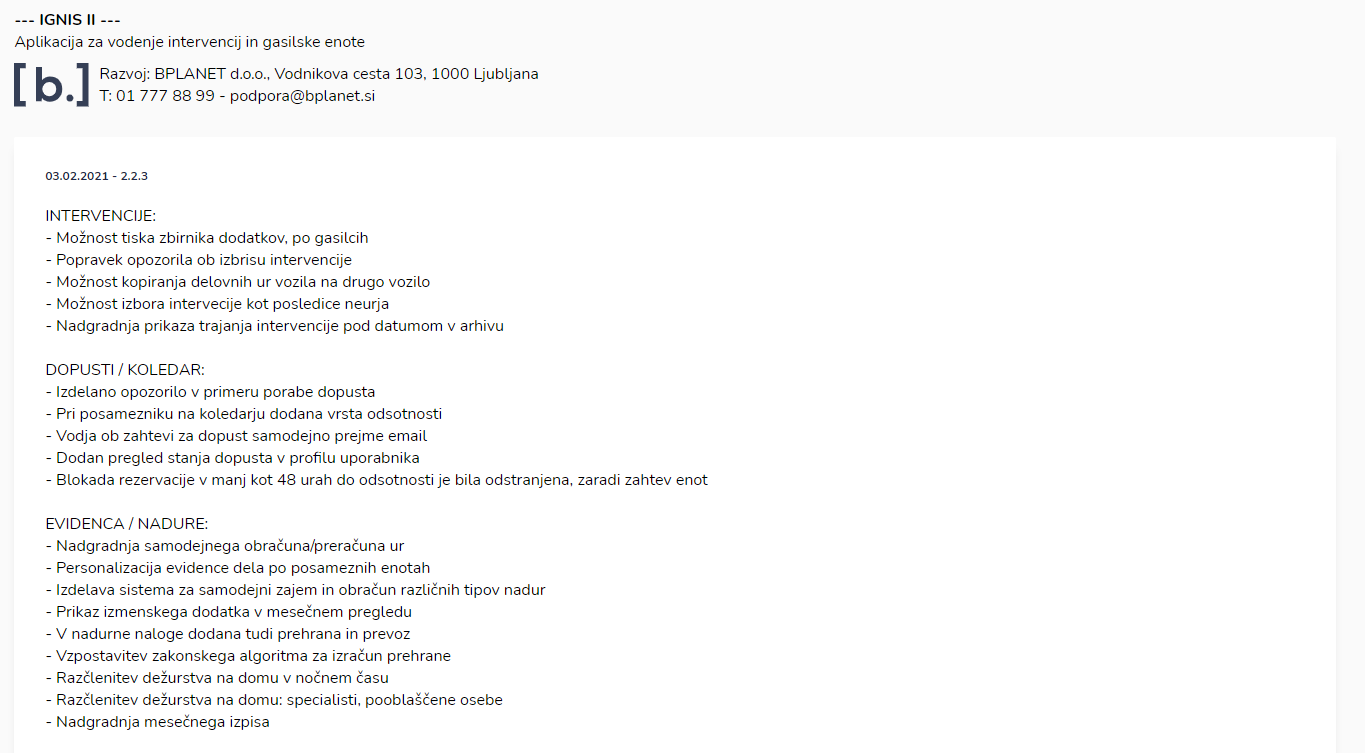 --- IGNIS II ---
Aplikacija za vodenje intervencij in gasilske enote
[b.]
Razvoj: BPLANET d.o.o., Vodnikova cesta 103, 1000 Ljubljana
T: 01 777 88 99 - podpora@bplanet.si
03.02.2021 - 2.2.3
INTERVENCIJE:
- Možnost tiska zbirnika dodatkov, po gasilcih
- Popravek opozorila ob izbrisu intervencije
- Možnost kopiranja delovnih ur vozila na drugo vozilo
- Možnost izbora intervecije kot posledice neurja
- Nadgradnja prikaza trajanja intervencije pod datumom v arhivu
DOPUSTI / KOLEDAR:
- Izdelano opozorilo v primeru porabe dopusta
- Pri posamezniku na koledarju dodana vrsta odsotnosti
- Vodja ob zahtevi za dopust samodejno prejme email
- Dodan pregled stanja dopusta v profilu uporabnika
- Blokada rezervacije v manj kot 48 urah do odsotnosti je bila odstranjena, zaradi zahtev enot
EVIDENCA / NADURE:
- Nadgradnja samodejnega obračuna/preračuna ur
- Personalizacija evidence dela po posameznih enotah
- Izdelava sistema za samodejni zajem in obračun različnih tipov nadur
- Prikaz izmenskega dodatka v mesečnem pregledu
- V nadurne naloge dodana tudi prehrana in prevoz
- Vzpostavitev zakonskega algoritma za izračun prehrane
- Razčlenitev dežurstva na domu v nočnem času
- Razčlenitev dežurstva na domu: specialisti, pooblaščene osebe
- Nadgradnja mesečnega izpisa